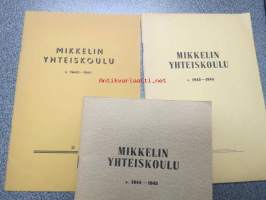 MIKKELIN
YHTEISKOULU
MIKKELIN
YHTEISKOULU
v. 1943–1944
MIKKELIN
YHTEISKOULU
v. 1944–1945
Antikvariaatti.net